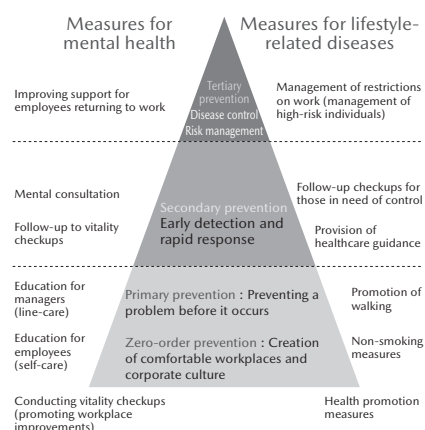 Measures for
mental health
Measures for lifestyle-
related diseases
Tertiary
prevention
Disease control
Risk management
Improving support for
employees returning to work
Management of restrictions
on work (management of
high-risk individuals)
Mental consultation
Follow-up to vitality
checkups
Secondary prevention
Early detection and
rapid response
Follow-up checkups for
those in need of control
Provision of
healthcare guidance
Education for
managers
(line-care)
Education for
employees
(self-care)
Primary prevention : Preventing a
problem before it occurs
Zero-order prevention : Creation
of comfortable workplaces and
corporate culture
Promotion of
walking
Non-smoking
measures
Conducting vitality checkups
(promoting workplace
improvements)
Health promotion
measures